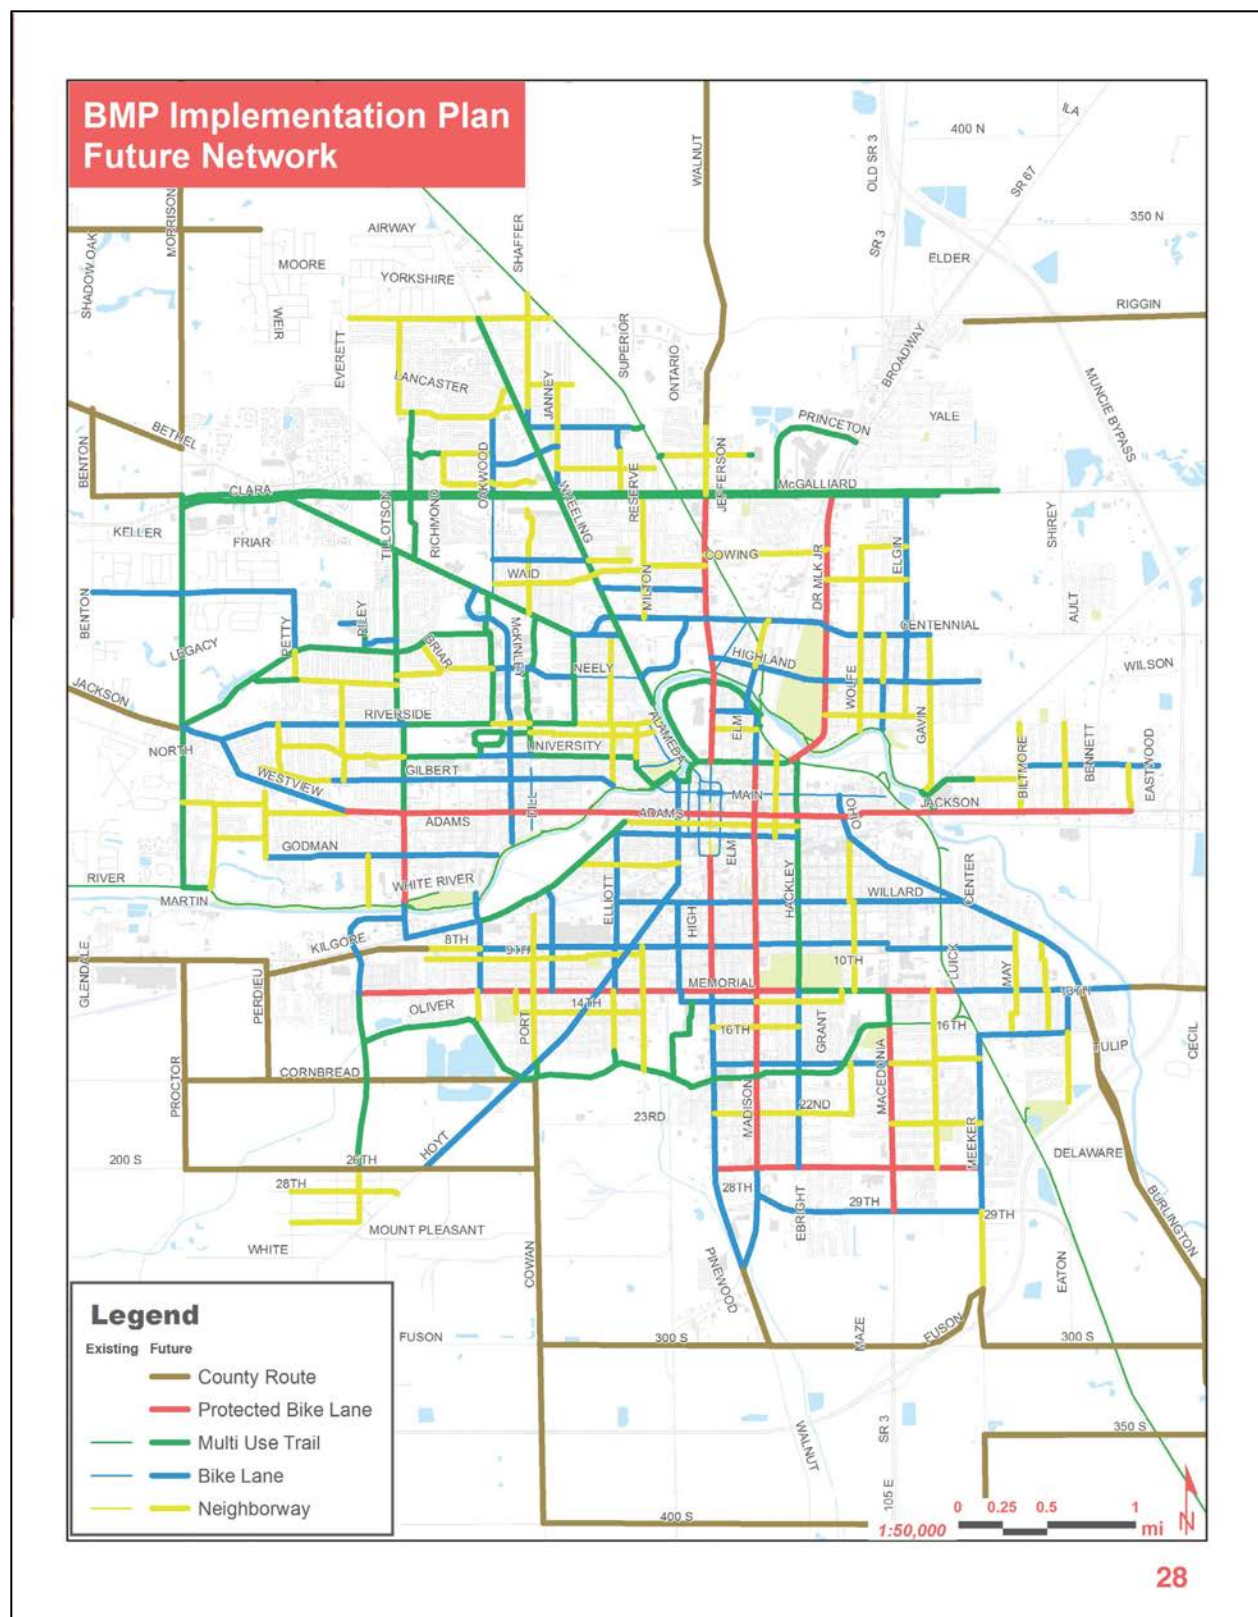 BMP Implementation Plan
Future Network
WALNUT
OLD SR 3
400 N
ILA
SR 67
MORRISON
SHADOW OAK
AIRWAY
SHAFFER
350 N
SR 3
MOORE
YORKSHIRE
ELDER
WEIR
RIGGIN
EVERETT
SUPERIOR
ONTARIO
BROADWAY
LANCASTER
JANNEY
MUNCIE BYPASS
BETHEL
BENTON
PRINCETON
YALE
OAKWOOD
RESERVE
JEFFERSON
CLARA
WHEELING
McGALLIARD
KELLER
FRIAR
TILLOTSON
RICHMOND
SHIREY
COWING
WAID
DR MLK JR
ELGIN
MILTON
BENTON
RILEY
AULT
LEGACY
PETTY
BRIAR
McKINLEY
NEELY
HIGHLAND
CENTENNIAL
WILSON
JACKSON
WOLFE
RIVERSIDE
ALAMEDA
ELM
GAVIN
NORTH
UNIVERSITY
BILTMORE
BENNETT
EASTWOOD
WESTVIEW
GILBERT
DILL
MAIN
JACKSON
ADAMS
ADAMS
OHIO
GODMAN
ELM
RIVER
MARTIN
WHITE RIVER
ELLIOTT
HIGH
HACKLEY
WILLARD
CENTER
KILGORE
8TH
9TH
10TH
GLENDALE
PERDIEU
LUICK
MAY
MEMORIAL
OLIVER
14TH
13TH
PORT
16TH
GRANT
16TH
TULIP
CECIL
PROCTOR
CORNBREAD
MADISON
MACEDONIA
23RD
22ND
HOYT
MEEKER
DELAWARE
200 S
26TH
28TH
28TH
EBRIGHT
29TH
29TH
BURLINGTON
MOUNT PLEASANT
WHITE
COWAN
PINEWOOD
EATON
Legend
Existing Future
County Route
Protected Bike Lane
Multi Use Trail
Bike Lane
Neighborway
FUSON
300 S
MAZE
FUSON
300 S
WALNUT
SR 3
350 S
105 E
400 S
0 0.25 0.5 1
1:50,000
mi
N
28